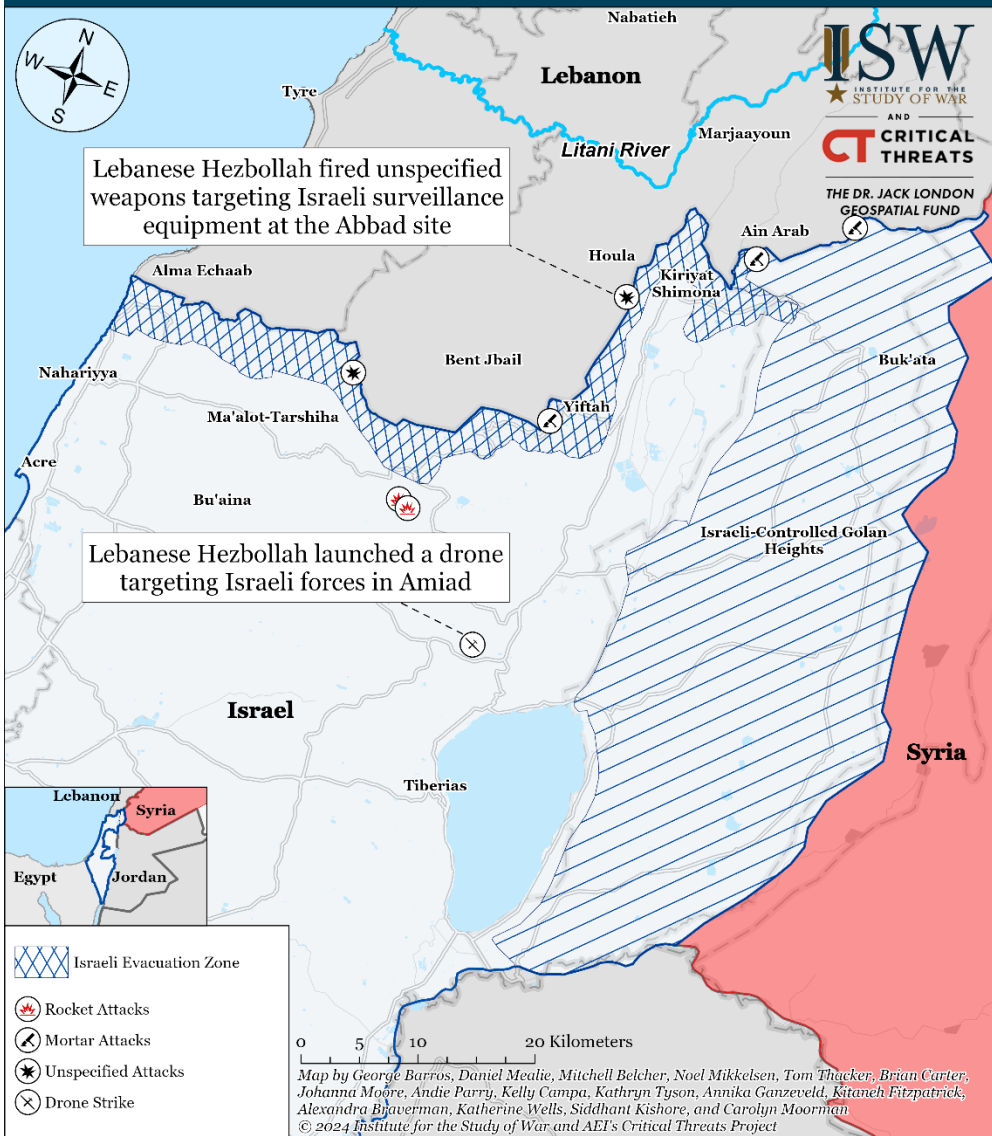 N
W
E
S
Nabatieh
Lebanon
ISW
INSTITUTE FOR THE
STUDY OF WAR
AND
CT CRITICAL
THREATS
THE DR. JACK LONDON
GEOSPATIAL FUND
Tyre
Marjaayoun
Litani River
Lebanese Hezbollah fired unspecified
weapons targeting Israeli surveillance
equipment at the Abbad site
Ain Arab
Houla
Alma Echaab
Kiriyat
Shimona
Bent Jbail
Buk'ata
Nahariyya
Yiftah
Ma'alot-Tarshiha
Acre
Bu'aina
Israeli-Controlled Golan
Heights
Lebanese Hezbollah launched a drone
targeting Israeli forces in Amiad
Israel
Syria
Tiberias
Lebanon
Syria
Egypt
Jordan
Israeli Evacuation Zone
Rocket Attacks
Mortar Attacks
Unspecified Attacks
Drone Strike
0 5 10 20 Kilometers
Map by George Barros, Daniel Mealie, Mitchell Belcher, Noel Mikkelsen, Tom Thacker, Brian Carter,
Johanna Moore, Andie Parry, Kelly Campa, Kathryn Tyson, Annika Ganzeveld, Kitaneh Fitzpatrick,
Alexandra Braverman, Katherine Wells, Siddhant Kishore, and Carolyn Moorman
© 2024 Institute for the Study of War and AEI's Critical Threats Project